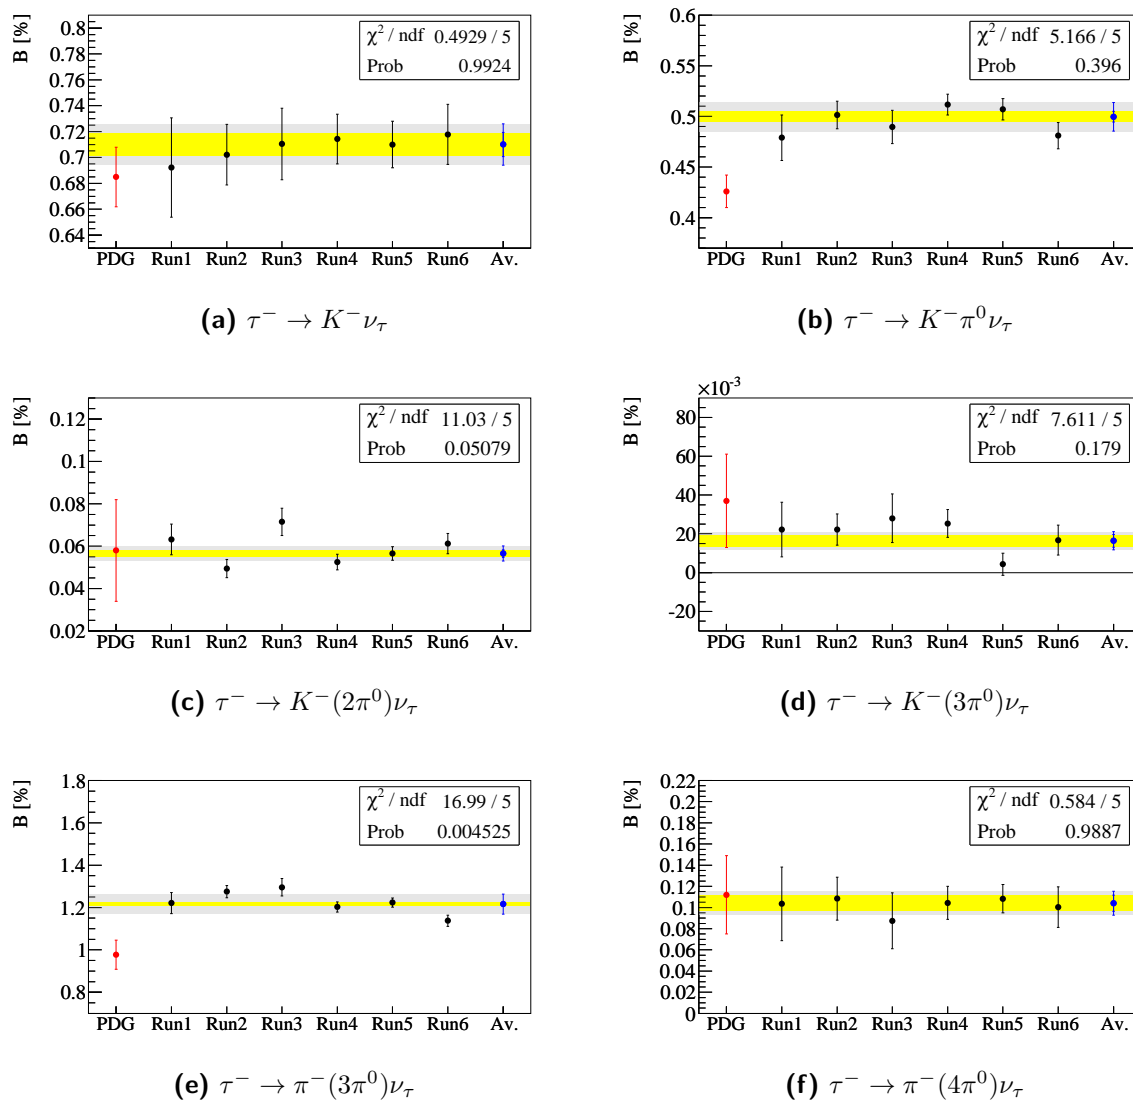 B [%]
0.8
0.78
0.76
0.74
0.72
0.7
0.68
0.66
0.64
χ² / ndf 0.4929 / 5
Prob 0.9924
PDG Run1 Run2 Run3 Run4 Run5 Run6 Av.
(a) τ⁻ → K⁻ν_τ
B [%]
0.6
0.55
0.5
0.45
0.4
χ² / ndf 5.166 / 5
Prob 0.396
PDG Run1 Run2 Run3 Run4 Run5 Run6 Av.
(b) τ⁻ → K⁻π⁰ν_τ
B [%]
0.12
0.1
0.08
0.06
0.04
0.02
χ² / ndf 11.03 / 5
Prob 0.05079
PDG Run1 Run2 Run3 Run4 Run5 Run6 Av.
(c) τ⁻ → K⁻(2π⁰)ν_τ
×10⁻³
B [%]
80
60
40
20
0
-20
χ² / ndf 7.611 / 5
Prob 0.179
PDG Run1 Run2 Run3 Run4 Run5 Run6 Av.
(d) τ⁻ → K⁻(3π⁰)ν_τ
B [%]
1.8
1.6
1.4
1.2
1
0.8
χ² / ndf 16.99 / 5
Prob 0.004525
PDG Run1 Run2 Run3 Run4 Run5 Run6 Av.
(e) τ⁻ → π⁻(3π⁰)ν_τ
B [%]
0.22
0.2
0.18
0.16
0.14
0.12
0.1
0.08
0.06
0.04
0.02
0
χ² / ndf 0.584 / 5
Prob 0.9887
PDG Run1 Run2 Run3 Run4 Run5 Run6 Av.
(f) τ⁻ → π⁻(4π⁰)ν_τ